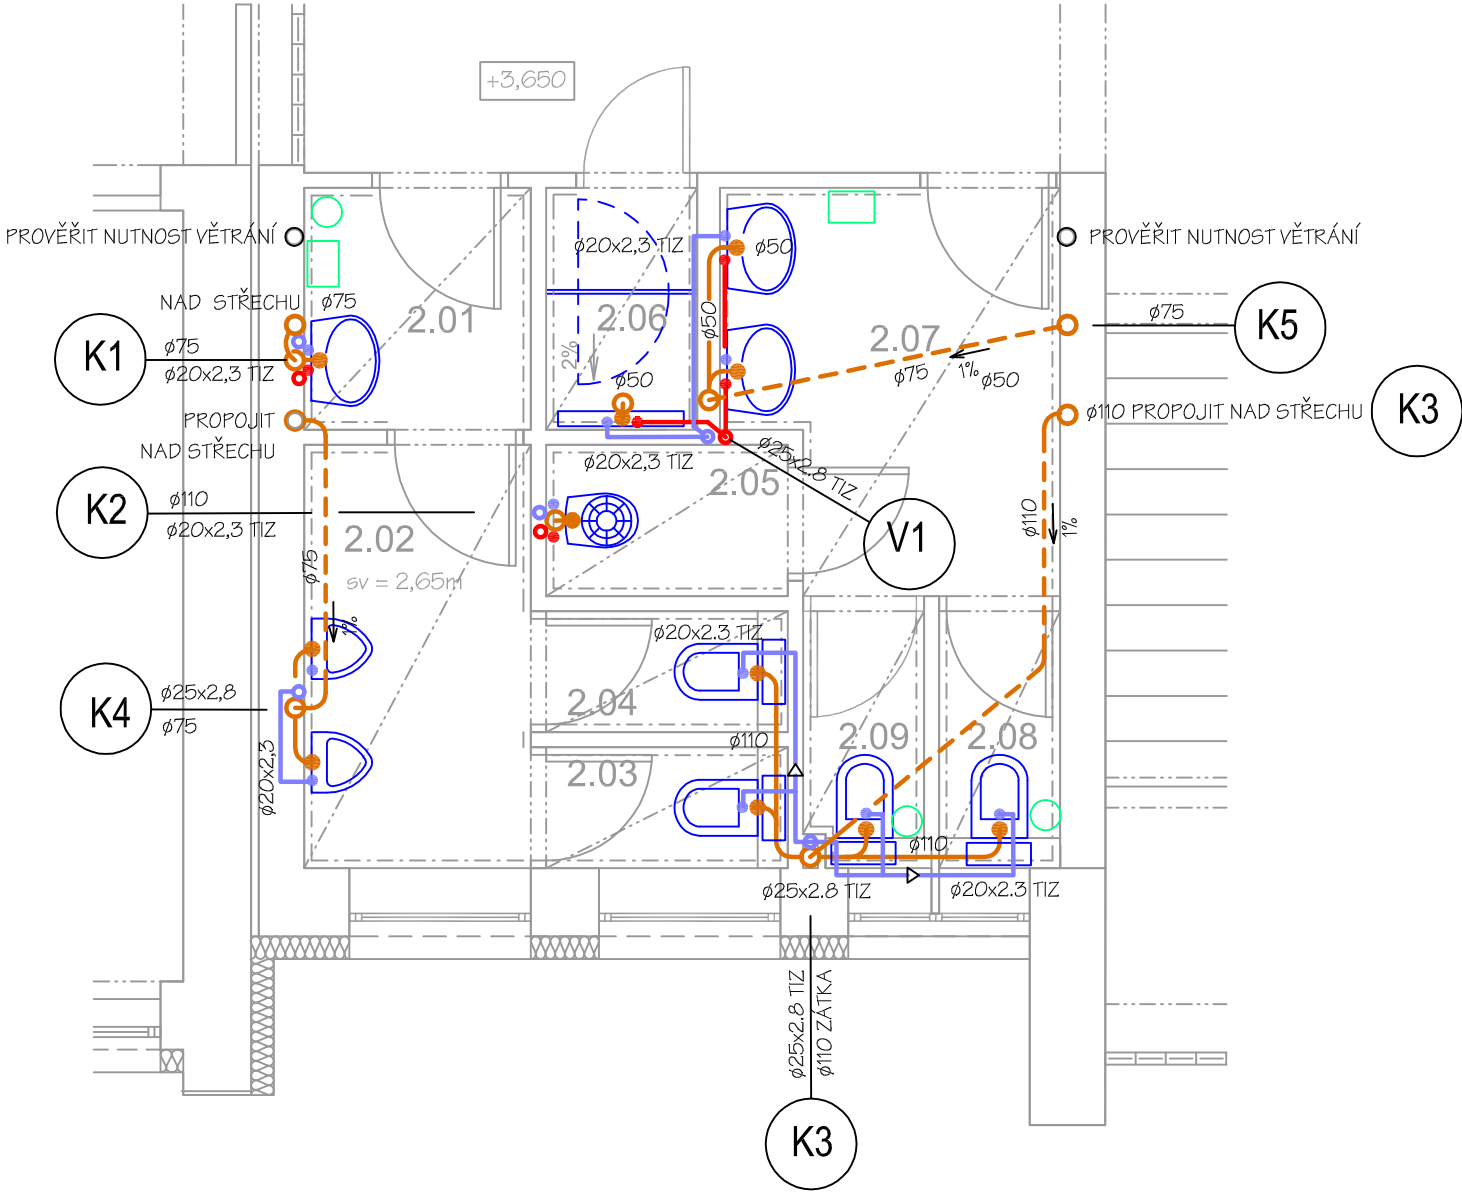 +3,650
PROVĚŘIT NUTNOST VĚTRÁNÍ
ø20x2,3 TIZ
ø50
PROVĚŘIT NUTNOST VĚTRÁNÍ
NAD STŘECHU
ø75
2.01
2.06
ø50
2.07
ø75
K5
K1
ø75
ø20x2,3 TIZ
2%
ø50
ø75
1%
ø50
PROPOJIT
NAD STŘECHU
ø110 PROPOJIT NAD STŘECHU
K3
ø20x2,3 TIZ
ø25x2.8 TIZ
2.05
K2
ø110
ø20x2,3 TIZ
2.02
sv = 2,65m
V1
ø110
1%
ø75
1%
ø20x2.3 TIZ
K4
ø25x2,8
ø75
2.04
ø110
2.09
2.08
ø20x2,3
2.03
ø110
ø25x2.8 TIZ
ø20x2.3 TIZ
ø25x2.8 TIZ
ø110 ZÁTKA
K3